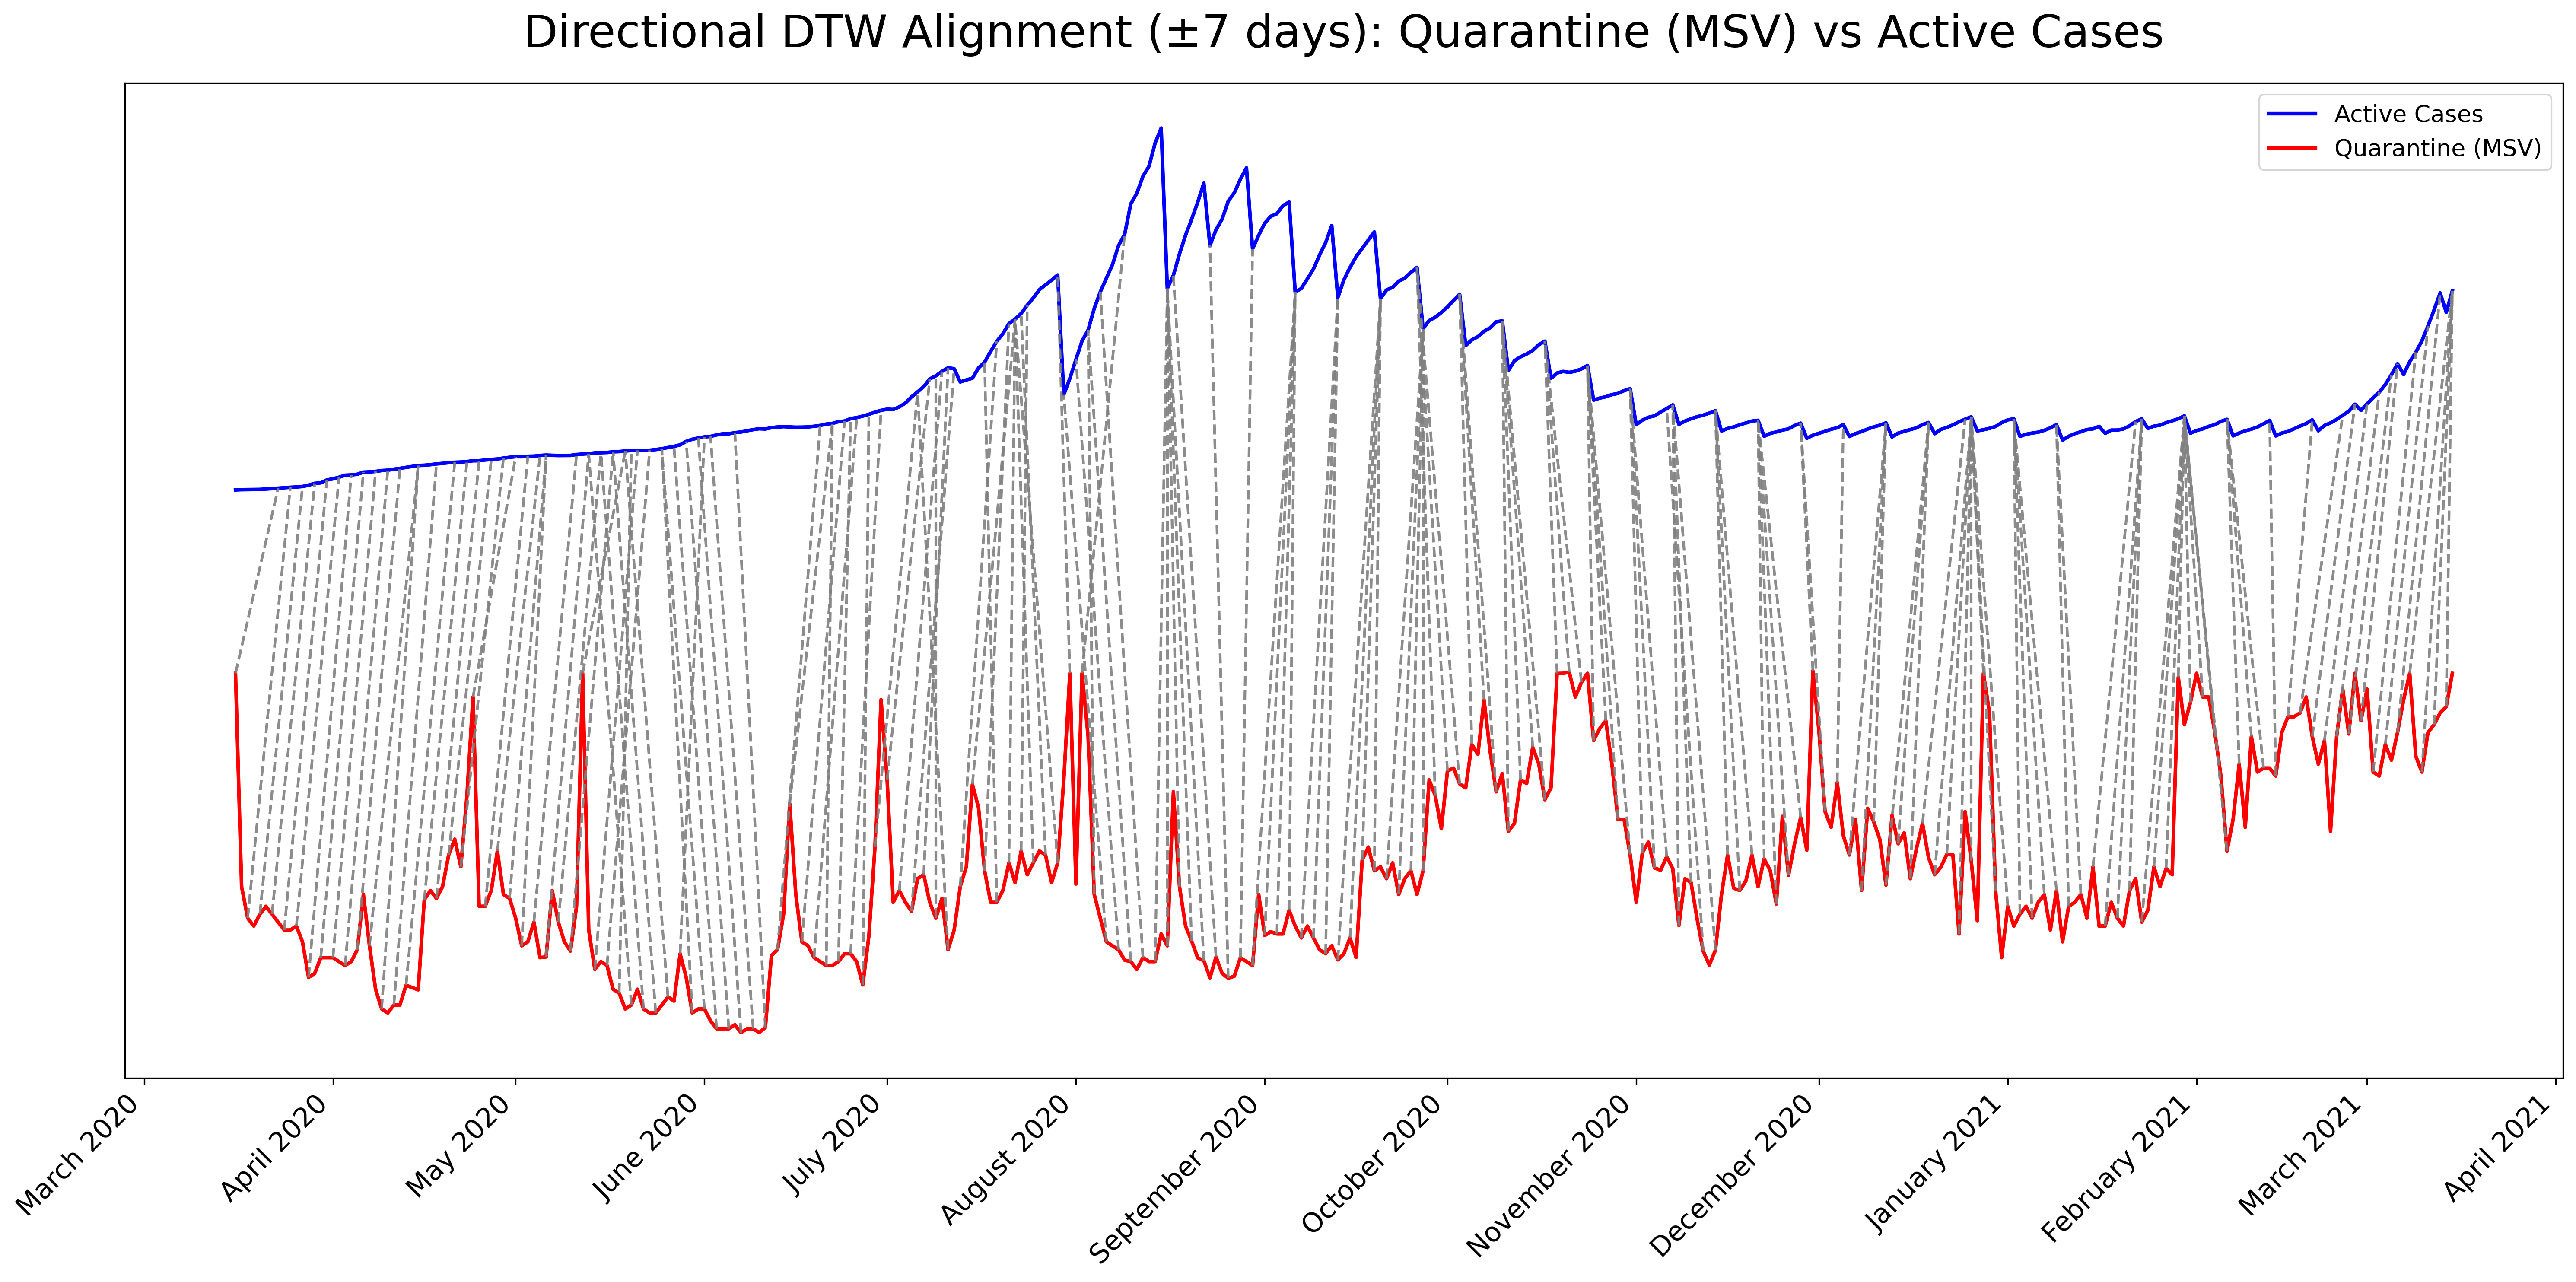 Directional DTW Alignment (±7 days): Quarantine (MSV) vs Active Cases
Active Cases
Quarantine (MSV)
March 2020
April 2020
May 2020
June 2020
July 2020
August 2020
September 2020
October 2020
November 2020
December 2020
January 2021
February 2021
March 2021
April 2021